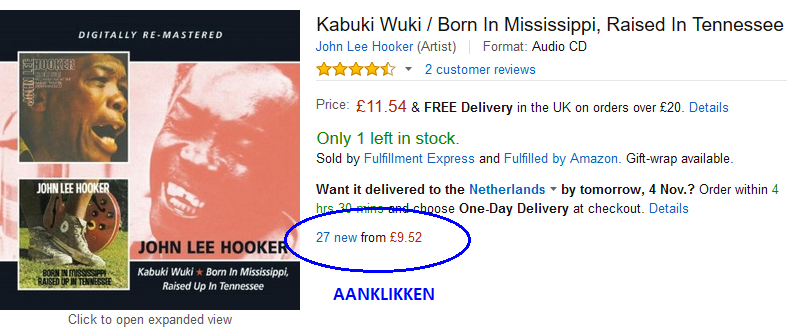 DIGITALLY RE-MASTERED
JOHN LEE HOOKER
BORN IN MISSISSIPPI
RAISED UP IN TENNESSEE
JOHN LEE HOOKER
Kabuki Wuki ★ Born In Mississippi,
Raised Up In Tennessee
Click to open expanded view
Kabuki Wuki / Born In Mississippi, Raised In Tennessee
John Lee Hooker (Artist) | Format: Audio CD
2 customer reviews
Price: £11.54 & FREE Delivery in the UK on orders over £20. Details
Only 1 left in stock.
Sold by Fulfillment Express and Fulfilled by Amazon. Gift-wrap available.
Want it delivered to the Netherlands by tomorrow, 4 Nov.? Order within 4
hrs 30 mins and choose One-Day Delivery at checkout. Details
27 new from £9.52
AANKLIKKEN